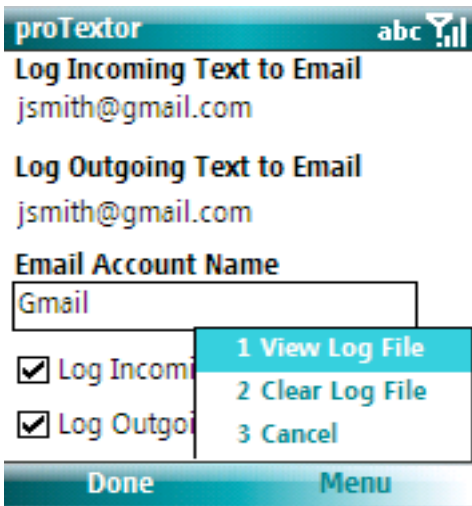 proTextor abc
Log Incoming Text to Email
jsmith@gmail.com
Log Outgoing Text to Email
jsmith@gmail.com
Email Account Name
Gmail
Log Incomi
Log Outgoi
1 View Log File
2 Clear Log File
3 Cancel
Done Menu